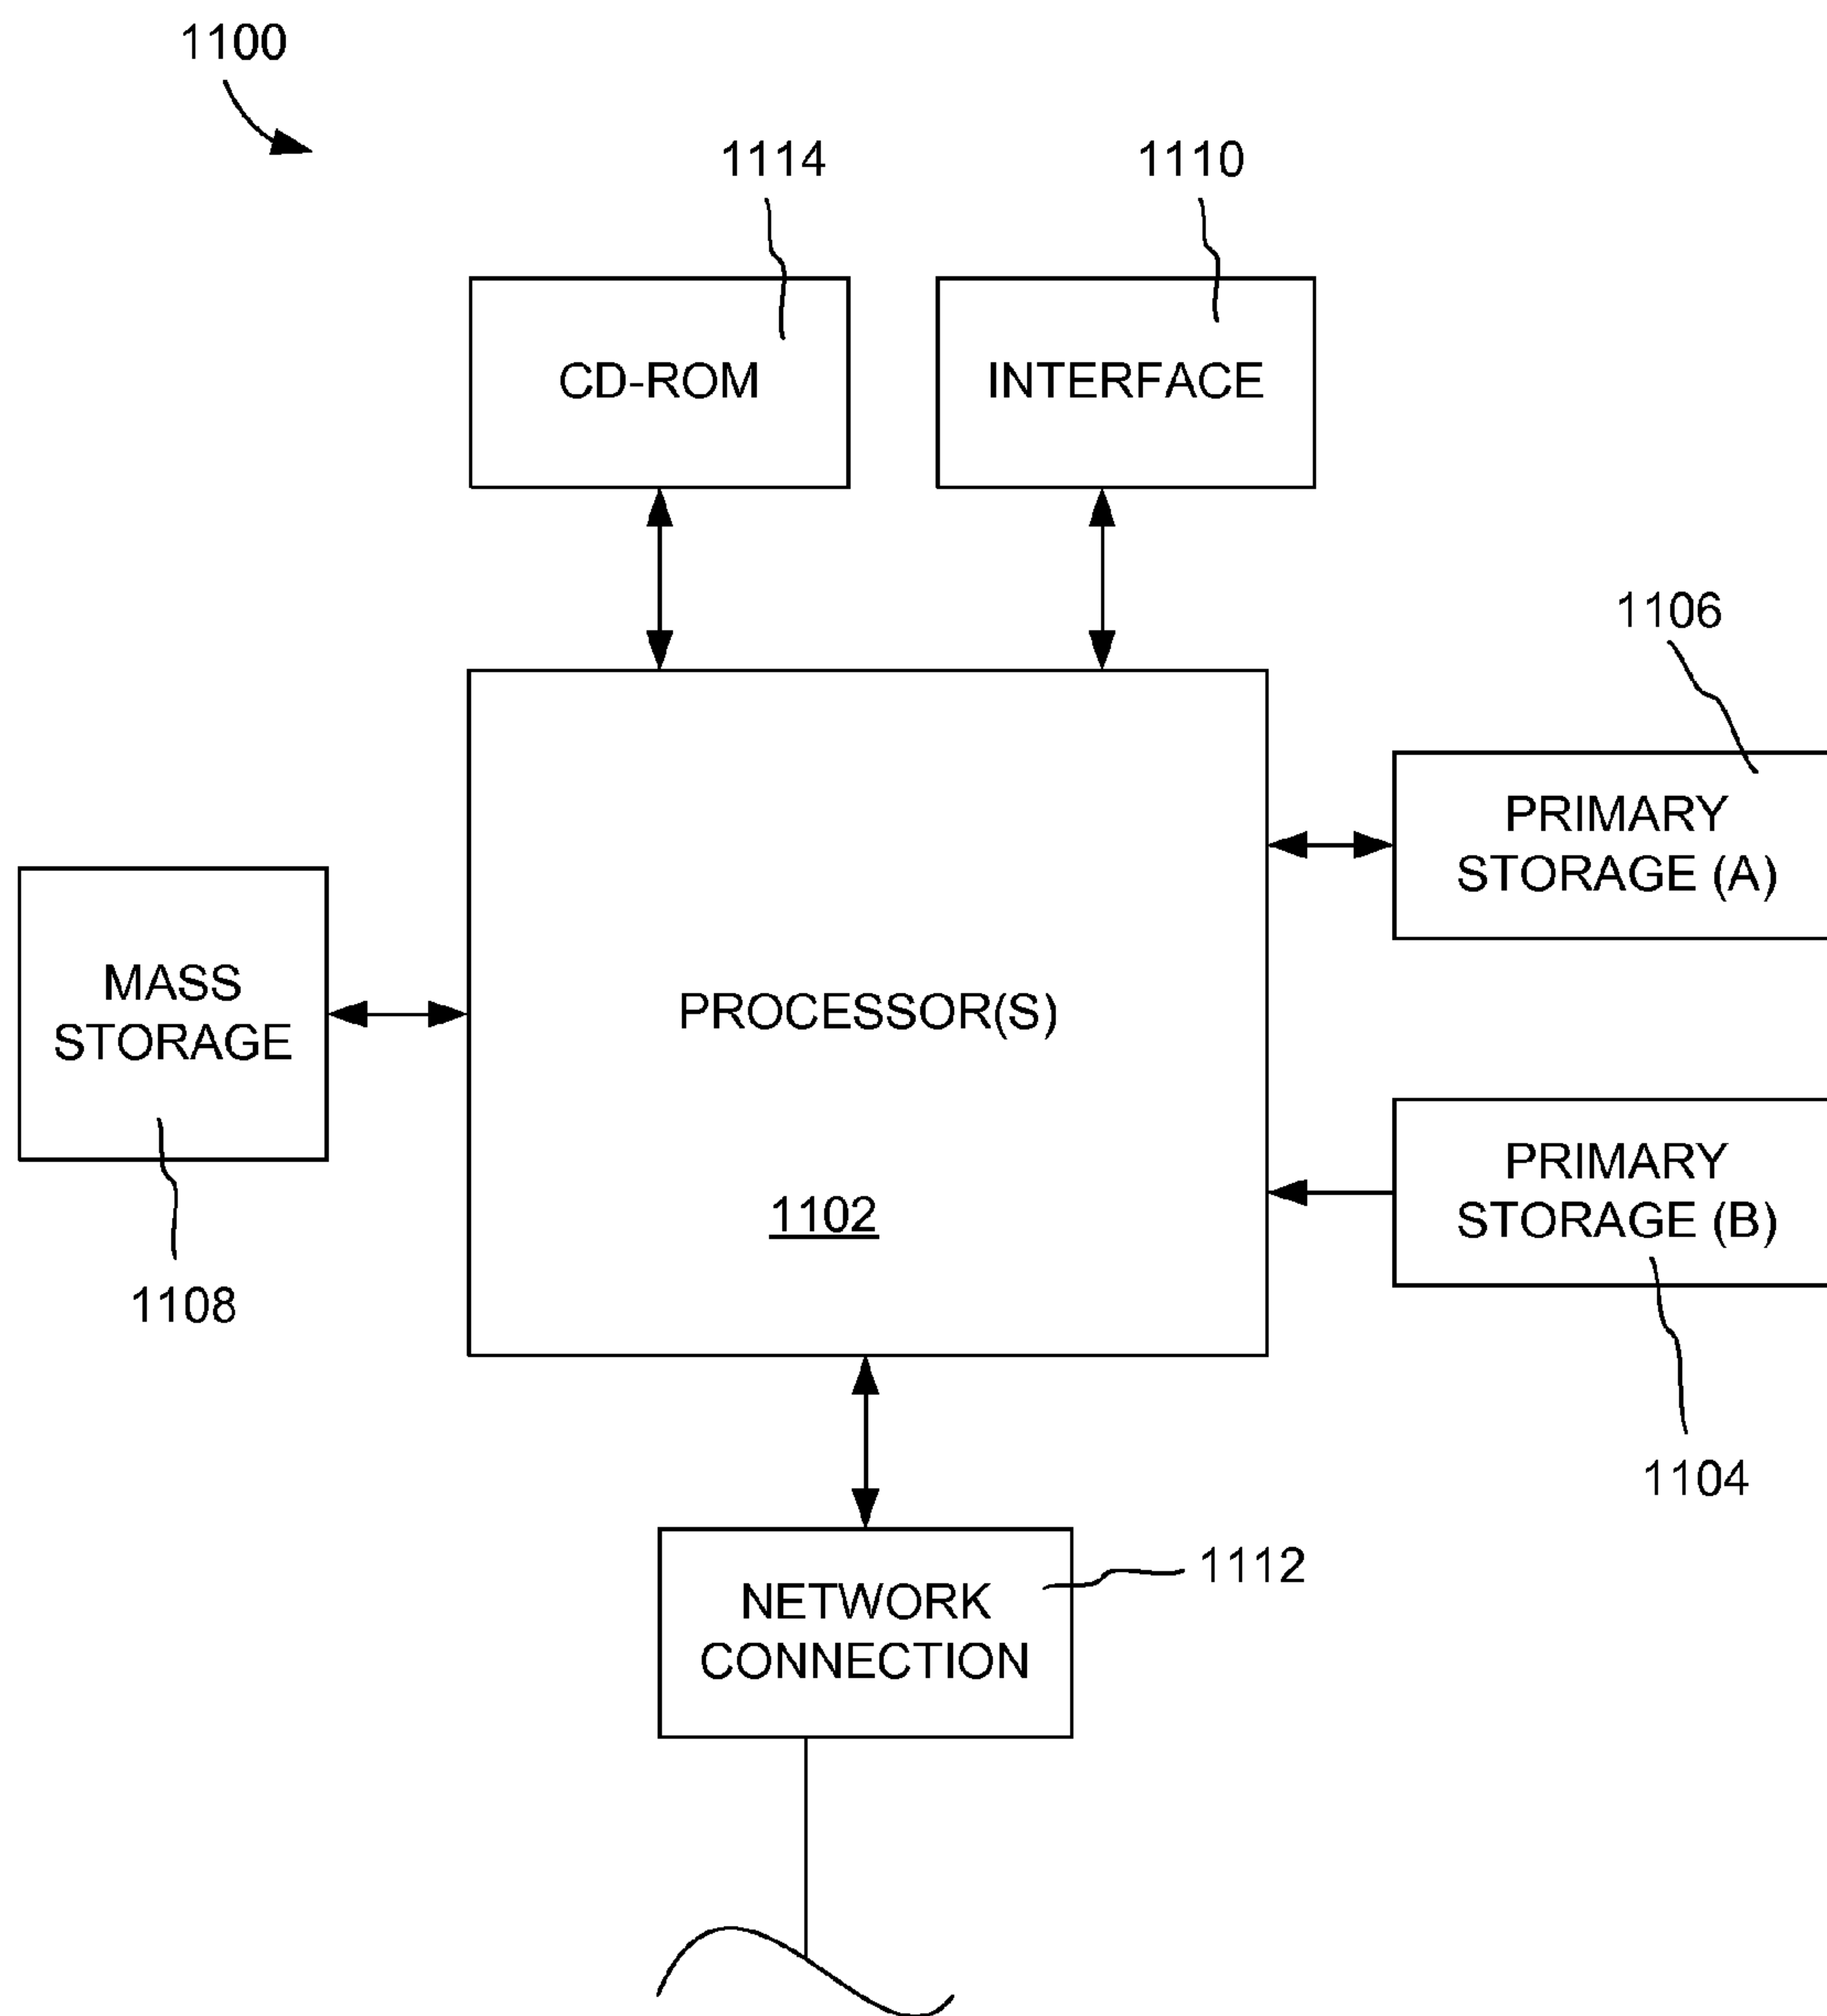 1100
1114
1110
CD-ROM
INTERFACE
1106
PRIMARY
STORAGE (A)
MASS
STORAGE
PROCESSOR(S)
1102
PRIMARY
STORAGE (B)
1108
1104
NETWORK
CONNECTION
1112